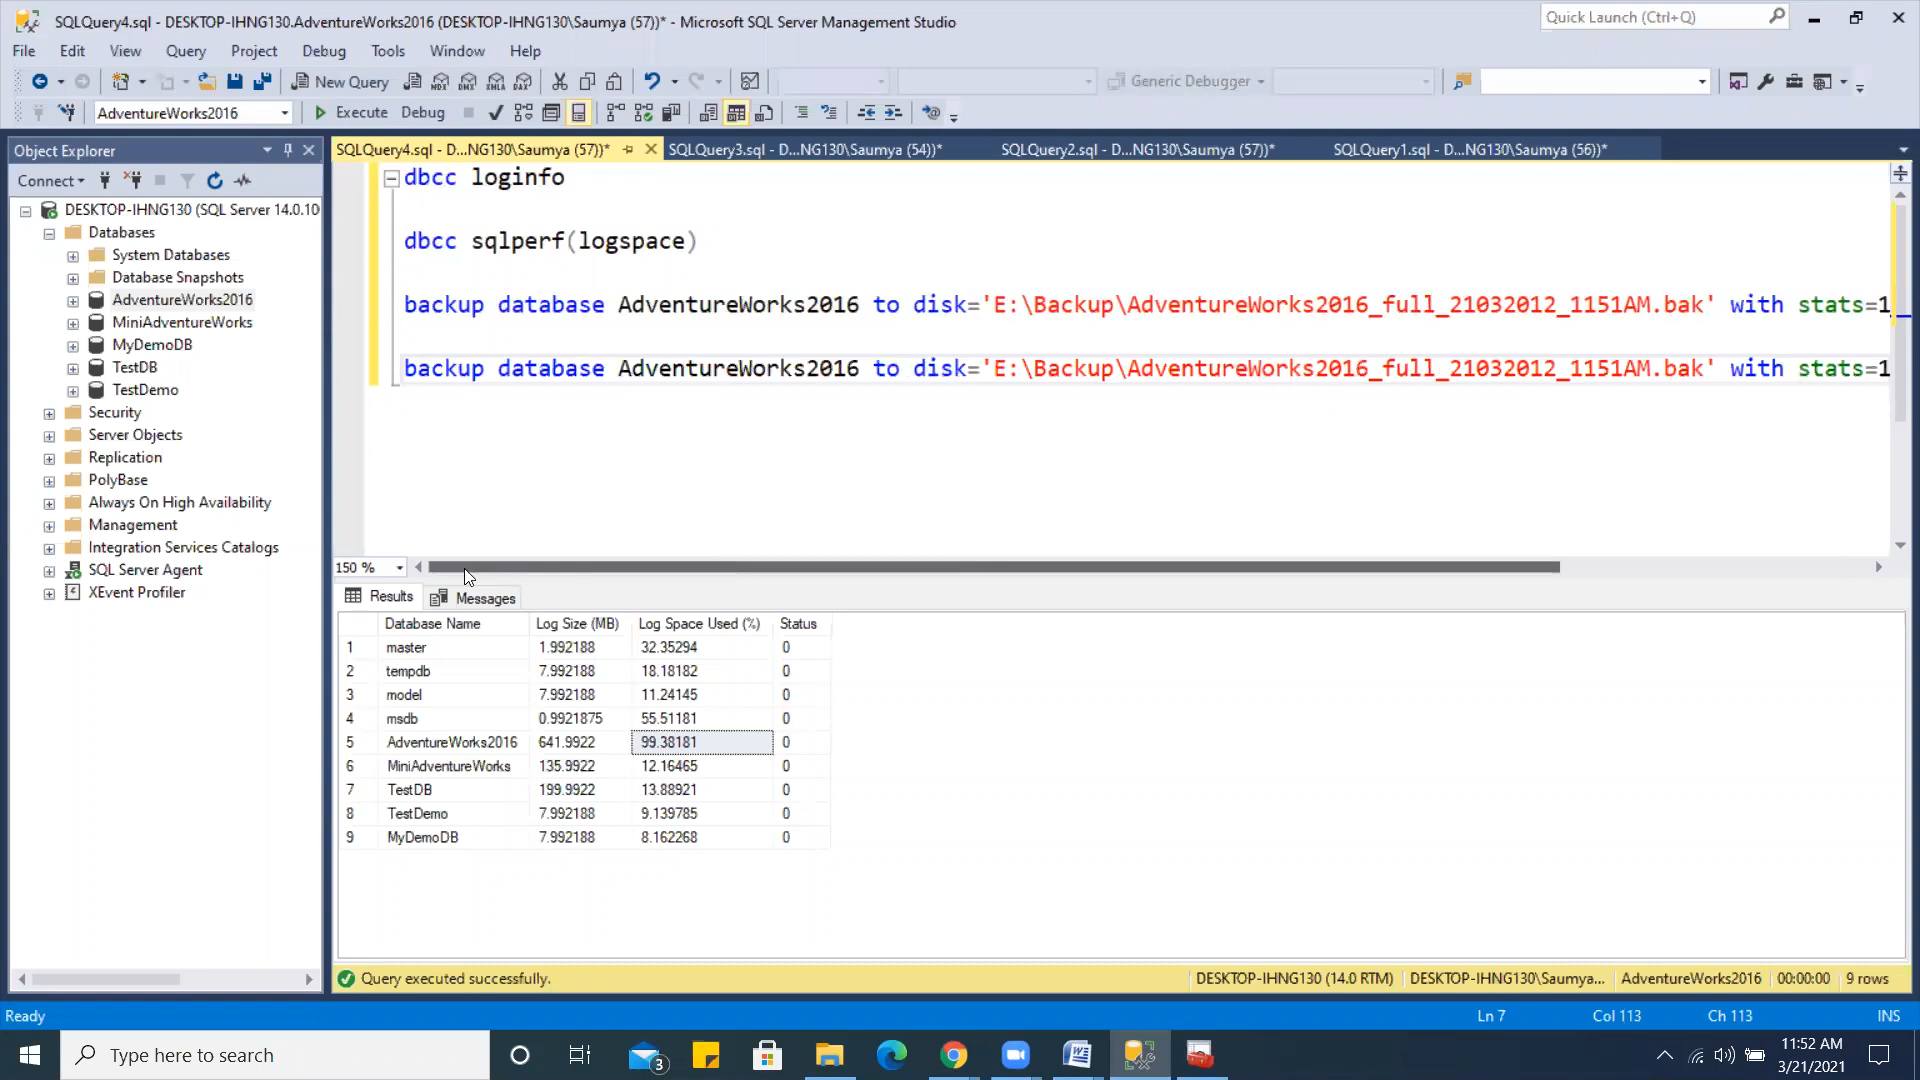 SQLQuery4.sql - DESKTOP-IHNG130.AdventureWorks2016 (DESKTOP-IHNG130\Saumya (57))* - Microsoft SQL Server Management Studio
Quick Launch (Ctrl+Q)
File Edit View Query Project Debug Tools Window Help
New Query MDX DMX XMLA DAX Generic Debugger
AdventureWorks2016 Execute Debug
Object Explorer
SQLQuery4.sql - D...NG130\Saumya (57))* SQLQuery3.sql - D...NG130\Saumya (54))* SQLQuery2.sql - D...NG130\Saumya (57))* SQLQuery1.sql - D...NG130\Saumya (56))*
Connect
DESKTOP-IHNG130 (SQL Server 14.0.10
Databases
System Databases
Database Snapshots
AdventureWorks2016
MiniAdventureWorks
MyDemoDB
TestDB
TestDemo
Security
Server Objects
Replication
PolyBase
Always On High Availability
Management
Integration Services Catalogs
SQL Server Agent
XEvent Profiler
dbcc loginfo
dbcc sqlperf(logspace)
backup database AdventureWorks2016 to disk='E:\Backup\AdventureWorks2016_full_21032012_1151AM.bak' with stats=1
backup database AdventureWorks2016 to disk='E:\Backup\AdventureWorks2016_full_21032012_1151AM.bak' with stats=1
150 %
Results Messages
Database Name Log Size (MB) Log Space Used (%) Status
1 master 1.992188 32.35294 0
2 tempdb 7.992188 18.18182 0
3 model 7.992188 11.24145 0
4 msdb 0.9921875 55.51181 0
5 AdventureWorks2016 641.9922 99.38181 0
6 MiniAdventureWorks 135.9922 12.16465 0
7 TestDB 199.9922 13.88921 0
8 TestDemo 7.992188 9.139785 0
9 MyDemoDB 7.992188 8.162268 0
Query executed successfully. DESKTOP-IHNG130 (14.0 RTM) DESKTOP-IHNG130\Saumya... AdventureWorks2016 00:00:00 9 rows
Ready Ln 7 Col 113 Ch 113 INS
Type here to search
3
11:52 AM
3/21/2021